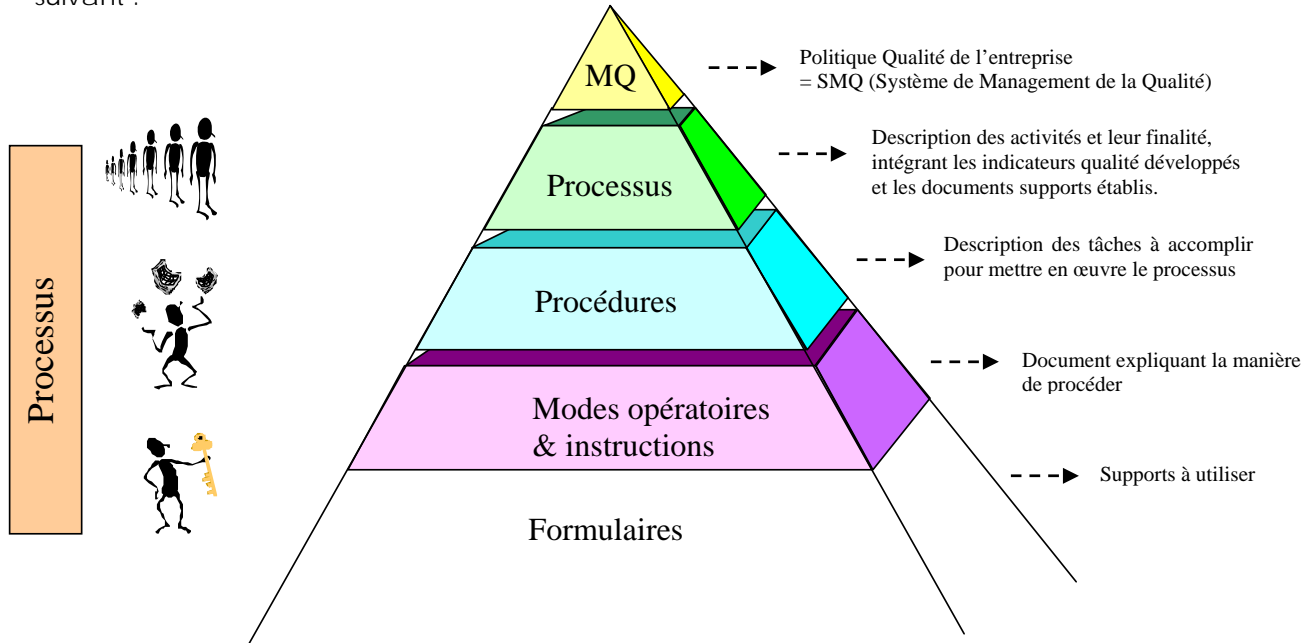 suivant :
MQ
Politique Qualité de l'entreprise
= SMQ (Système de Management de la Qualité)
Processus
Description des activités et leur finalité,
intégrant les indicateurs qualité développés
et les documents supports établis.
Processus
Procédures
Description des tâches à accomplir
pour mettre en œuvre le processus
Modes opératoires
& instructions
Document expliquant la manière
de procéder
Formulaires
Supports à utiliser